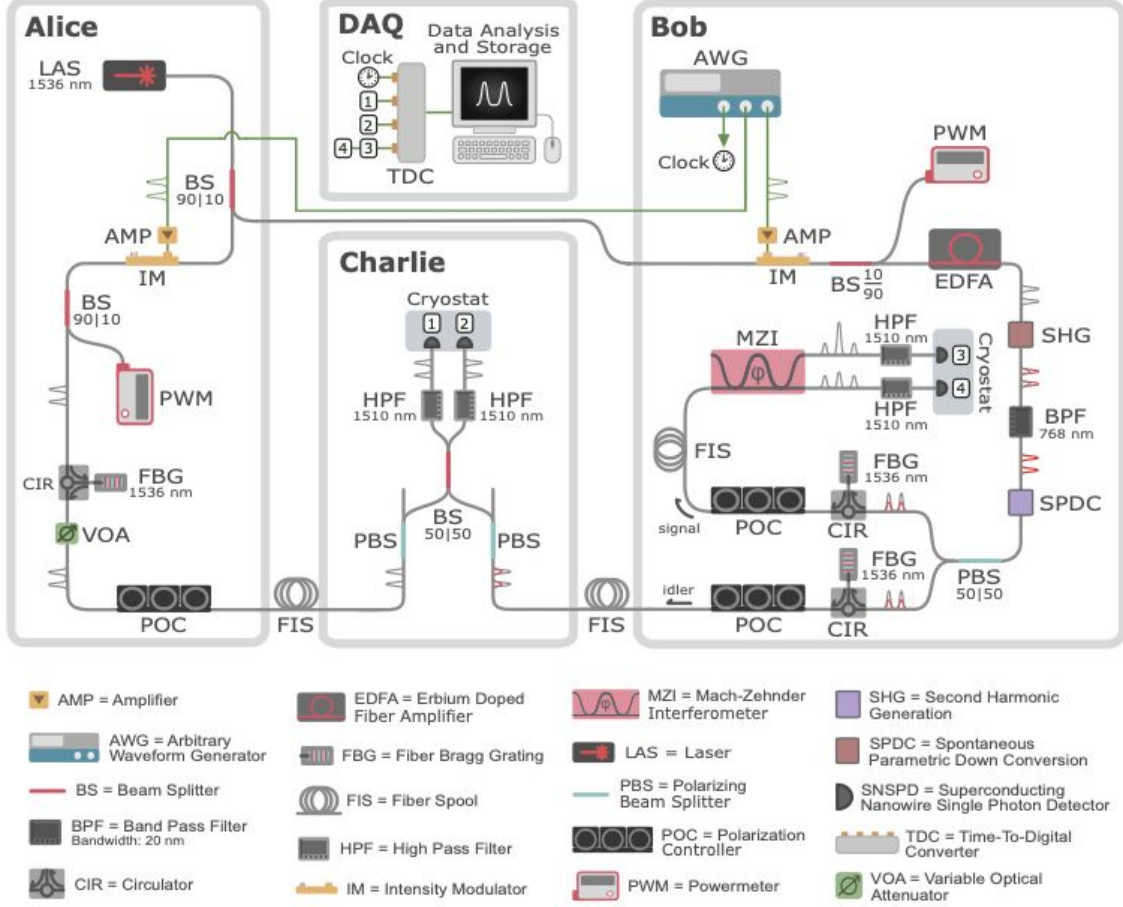 Alice
LAS
1536 nm
BS
90|10
AMP
IM
BS
90|10
PWM
CIR
FBG
1536 nm
VOA
POC
FIS
DAQ
Data Analysis
and Storage
Clock
1
2
4
3
TDC
Charlie
Cryostat
1
2
HPF
1510 nm
HPF
1510 nm
BS
50|50
PBS
PBS
FIS
Bob
AWG
Clock
PWM
AMP
IM
BS
10
90
EDFA
SHG
BPF
768 nm
SPDC
MZI
φ
HPF
1510 nm
3
4
Cryostat
HPF
1510 nm
FIS
signal
POC
FBG
1536 nm
CIR
PBS
50|50
idler
POC
FBG
1536 nm
CIR
AMP = Amplifier
AWG = Arbitrary
Waveform Generator
BS = Beam Splitter
BPF = Band Pass Filter
Bandwidth: 20 nm
CIR = Circulator
EDFA = Erbium Doped
Fiber Amplifier
FBG = Fiber Bragg Grating
FIS = Fiber Spool
HPF = High Pass Filter
IM = Intensity Modulator
φ
MZI = Mach-Zehnder
Interferometer
LAS = Laser
PBS = Polarizing
Beam Splitter
POC = Polarization
Controller
PWM = Powermeter
SHG = Second Harmonic
Generation
SPDC = Spontaneous
Parametric Down Conversion
SNSPD = Superconducting
Nanowire Single Photon Detector
TDC = Time-To-Digital
Converter
VOA = Variable Optical
Attenuator